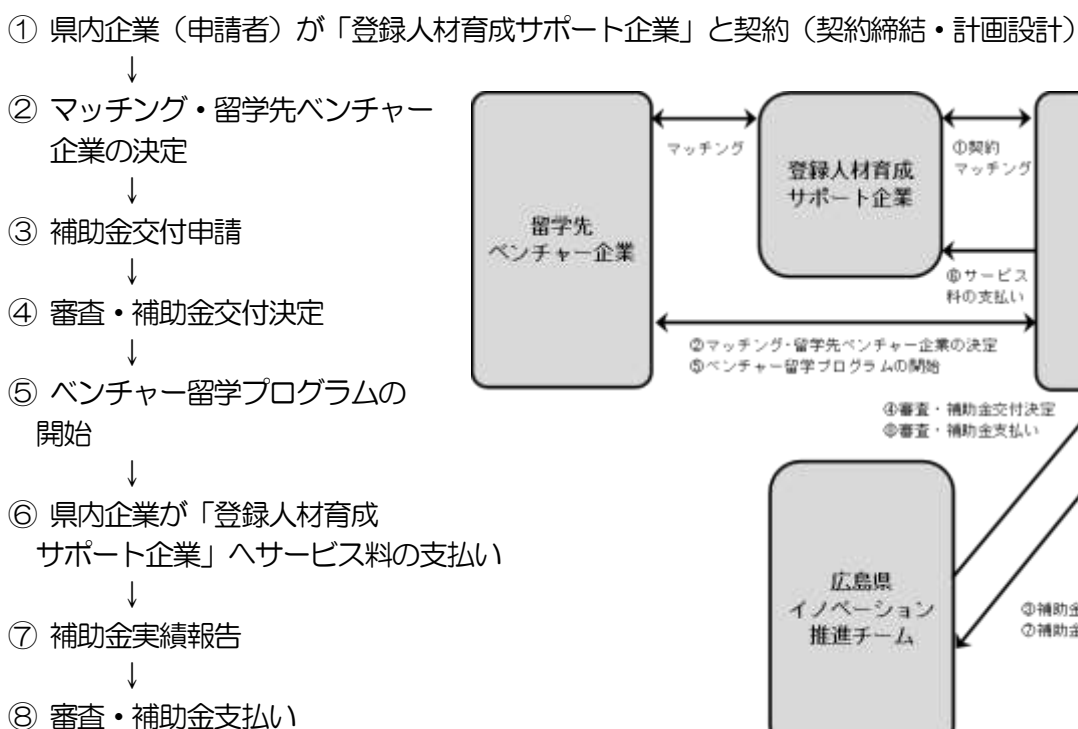 ① 県内企業（申請者）が「登録人材育成サポート企業」と契約（契約締結・計画設計）
↓
② マッチング・留学先ベンチャー
企業の決定
↓
③ 補助金交付申請
↓
④ 審査・補助金交付決定
↓
⑤ ベンチャー留学プログラムの
開始
↓
⑥ 県内企業が「登録人材育成
サポート企業」へサービス料の支払い
↓
⑦ 補助金実績報告
↓
⑧ 審査・補助金支払い
留学先
ベンチャー企業
マッチング
登録人材育成
サポート企業
①契約
マッチング
⑥サービス
料の支払い
②マッチング・留学先ベンチャー企業の決定
⑤ベンチャー留学プログラムの開始
④審査・補助金交付決定
⑧審査・補助金支払い
広島県
イノベーション
推進チーム
③補助金
⑦補助金